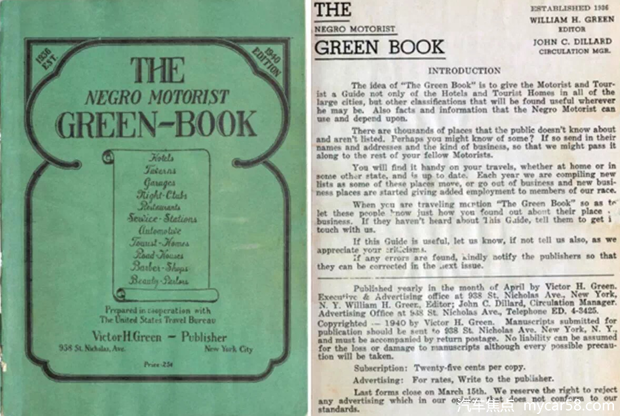 1936
EST.
1940
EDITION
THE
NEGRO MOTORIST
GREEN-BOOK
Hotels
Taverns
Garages
Night-Clubs
Restaurants
Service-Stations
Automotive
Tourist-Homes
Road-Houses
Barber-Shops
Beauty-Parlors
Prepared in cooperation with
The United States Travel Bureau
Victor H. Green — Publisher
938 St. Nicholas, Ave. New York City
Price .25¢
THE
NEGRO MOTORIST
GREEN BOOK
ESTABLISHED 1936
WILLIAM H. GREEN
EDITOR
JOHN C. DILLARD
CIRCULATION MGR.
INTRODUCTION
The idea of "The Green Book" is to give the Motorist and Tour-
ist a Guide not only of the Hotels and Tourist Homes in all of the
large cities, but other classifications that will be found useful wherever
he may be. Also facts and information that the Negro Motorist can
use and depend upon.
There are thousands of places that the public doesn't know about
and aren't listed. Perhaps you might know of some? If so send in their
names and addresses and the kind of business, so that we might pass it
along to the rest of your fellow Motorists.
You will find it handy on your travels, whether at home or in
some other state, and is up to date. Each year we are compiling new
lists as some of these places move, or go out of business and new busi-
ness places are started giving added employment to members of our race.
When you are traveling mention "The Green Book" so as to
let these people know just how you found out about their place of
business. If they haven't heard about This Guide, tell them to get in
touch with us.
If this Guide is useful, let us know, if not tell us also, as we
appreciate your criticisms.
If any errors are found, kindly notify the publishers so that
they can be corrected in the next issue.
Published yearly in the month of April by Victor H. Green.
Executive & Advertising office at 938 St. Nicholas Ave., New York,
N. Y. William H. Green, Editor; John C. Dillard, Circulation Manager.
Advertising Office at 938 St. Nicholas Ave., Telephone ED. 4-3425.
Copyrighted — 1940 by Victor H. Green. Manuscripts submitted for
publication should be sent to 938 St. Nicholas Ave., New York, N. Y.,
and must be accompanied by return postage. No liability can be assumed
for the loss or damage to manuscripts although every possible precau-
tion will be taken.
Subscription: Twenty-five cents per copy.
Advertising: For rates, Write to the publisher.
Last forms close on March 15th. We reserve the right to reject
any advertising which in our opinion does not conform to our
standards.
汽车焦点 mycar58.com